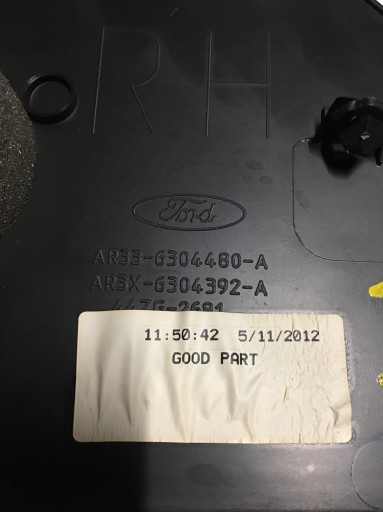 RH
Ford
AR33-6304480-A
AR3X-6304392-A
11:50:42 5/11/2012
GOOD PART